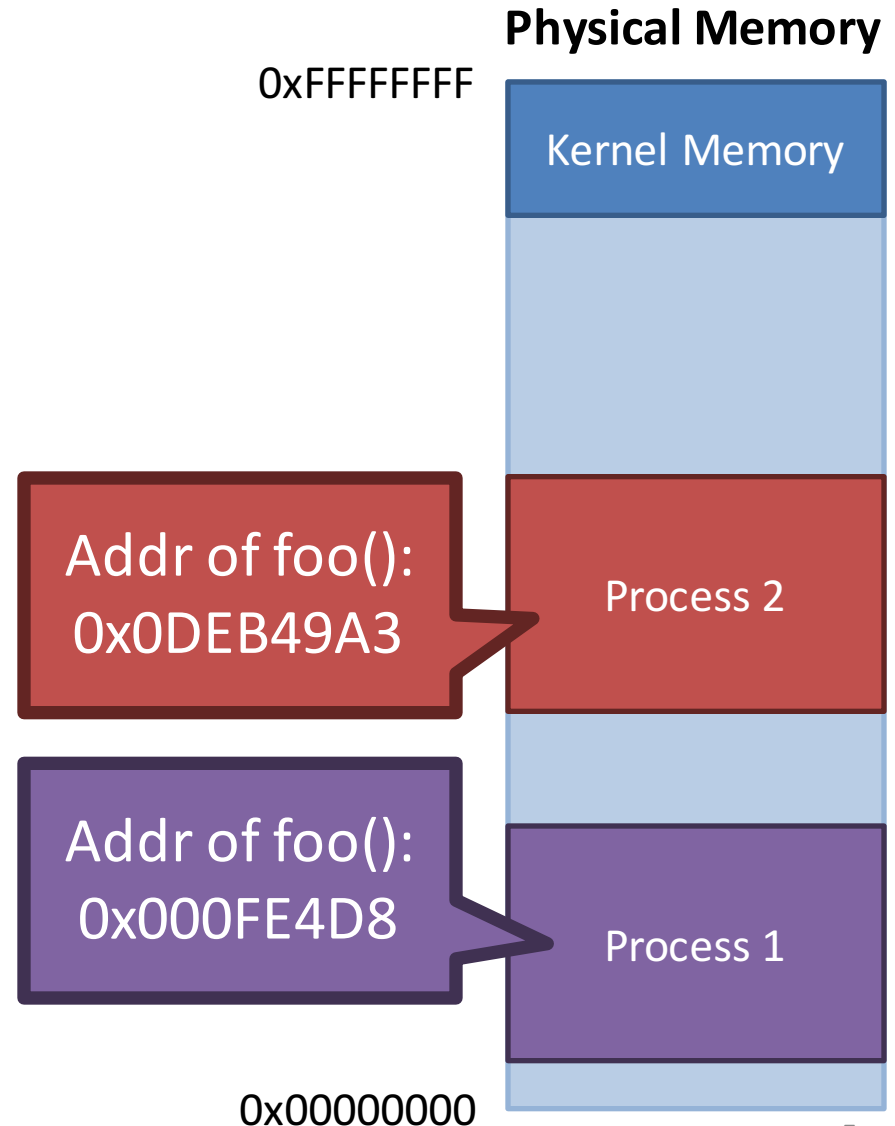 Physical Memory
0xFFFFFFFF
Kernel Memory
Addr of foo():
0x0DEB49A3
Process 2
Addr of foo():
0x000FE4D8
Process 1
0x00000000